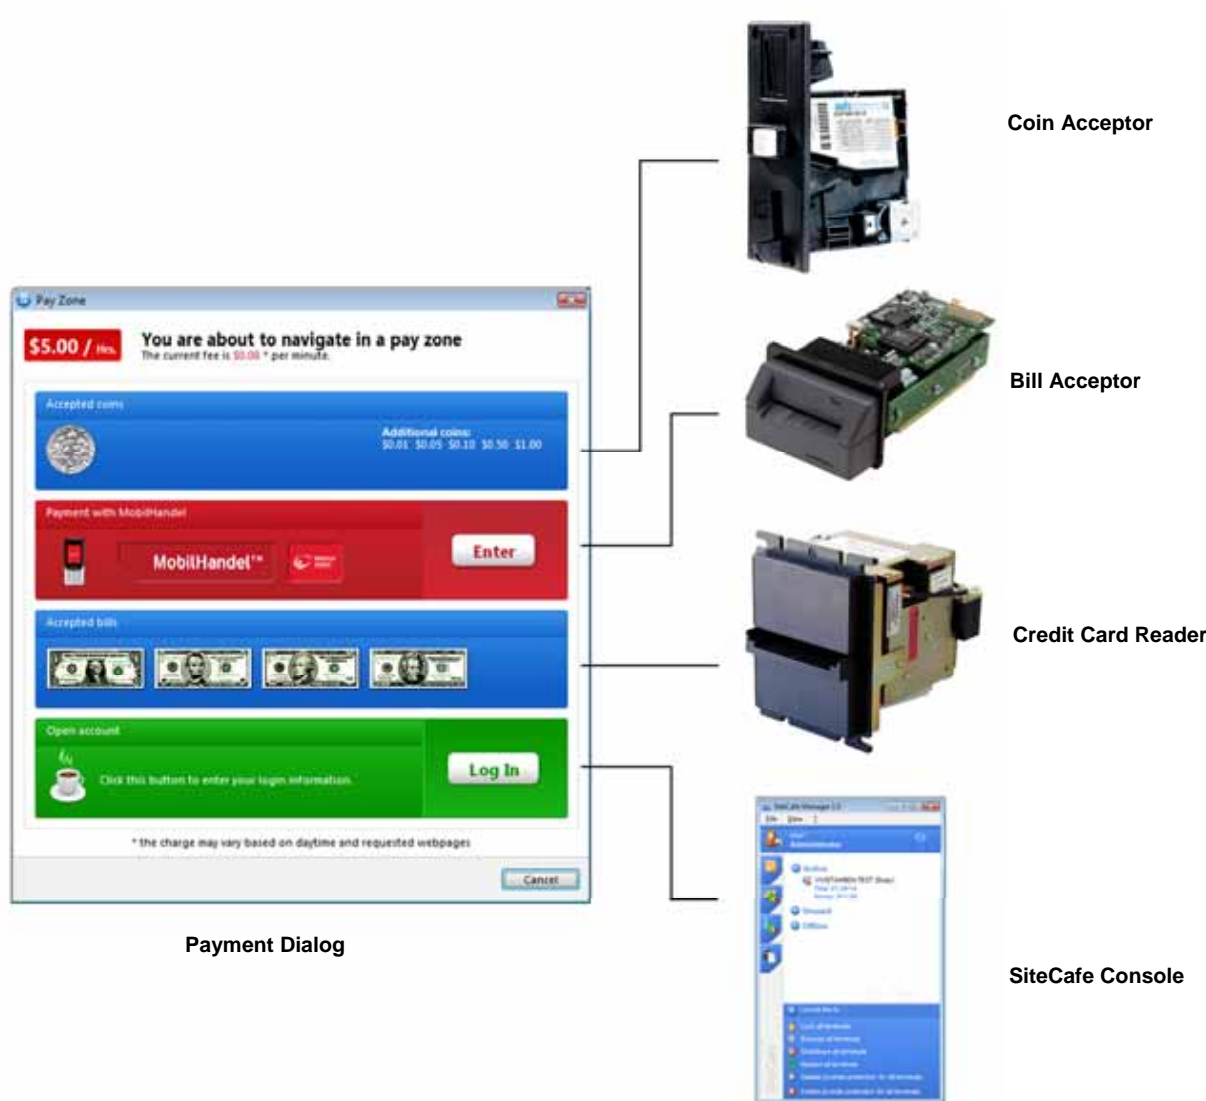 Coin Acceptor
Pay Zone
$5.00 / Hrs.
You are about to navigate in a pay zone
The current fee is $0.08 * per minute.
Accepted coins
Additional coins:
$0.01 $0.05 $0.10 $0.50 $1.00
Bill Acceptor
Payment with MobilHandel
MobilHandel™
Enter
Accepted bills
Credit Card Reader
Open account
Click this button to enter your login information.
Log In
* the charge may vary based on daytime and requested webpages
Cancel
Payment Dialog
SiteCafe Manager
View
Administrator
SiteCafe Console